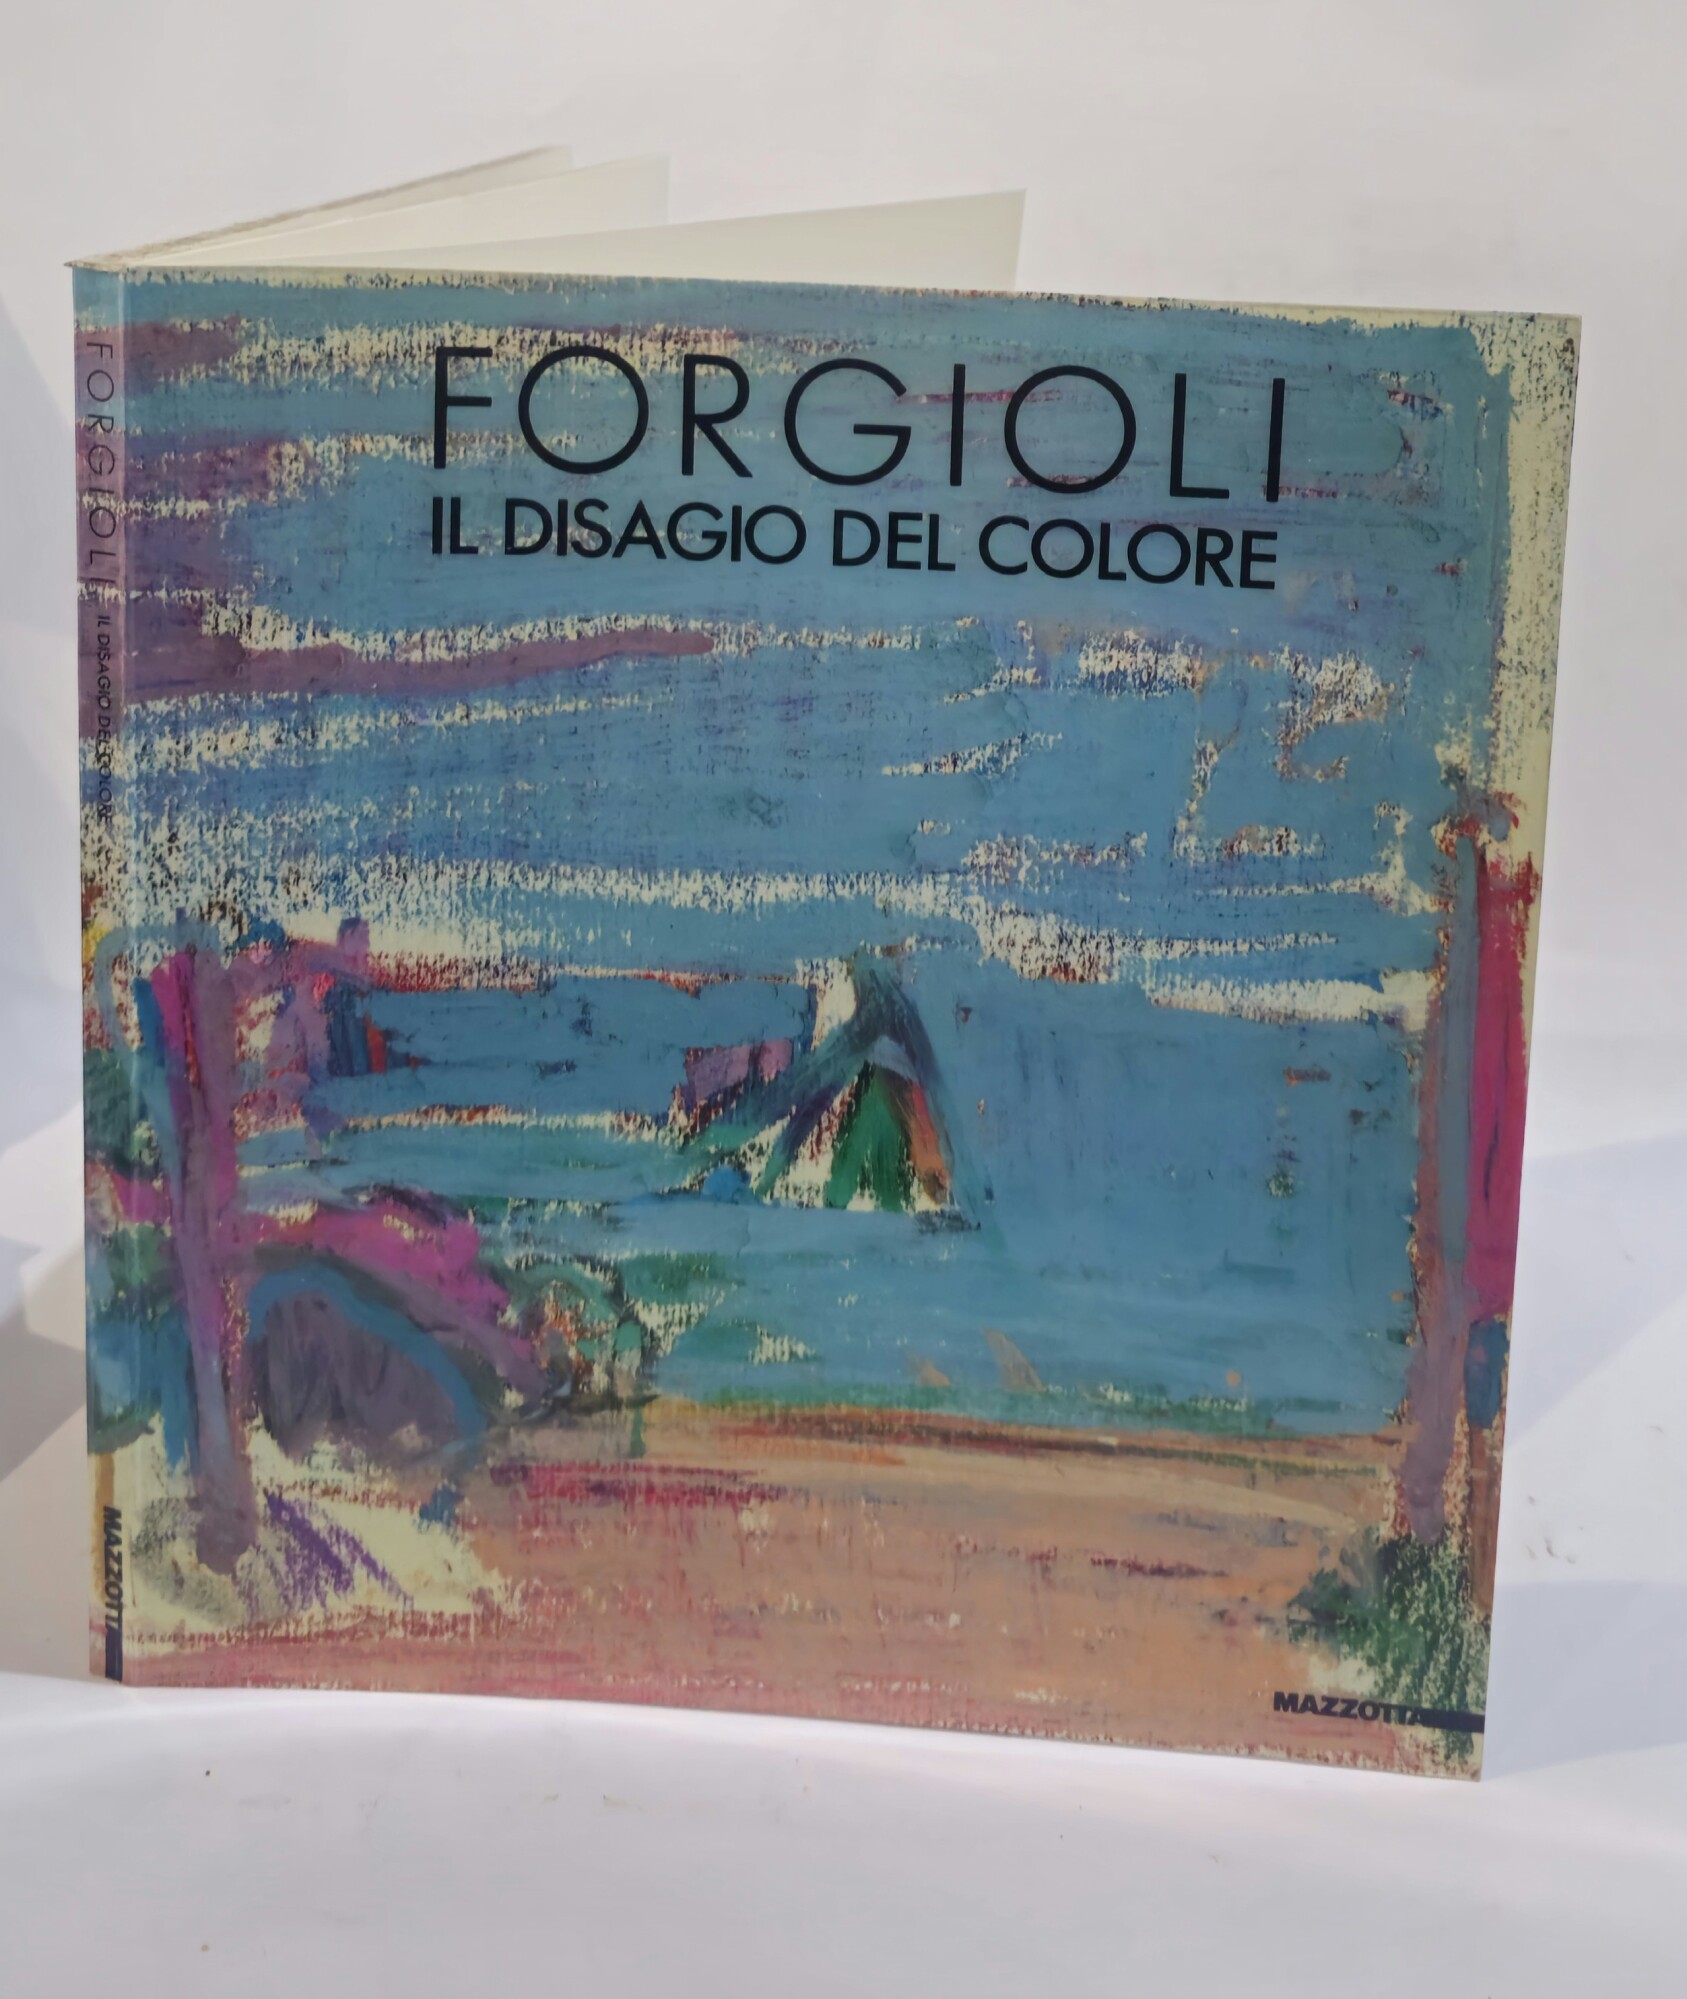 FORGIOLI
IL DISAGIO DEL COLORE
FORGIOLI IL DISAGIO DEL COLORE
MAZZOTTA
MAZZOTTA